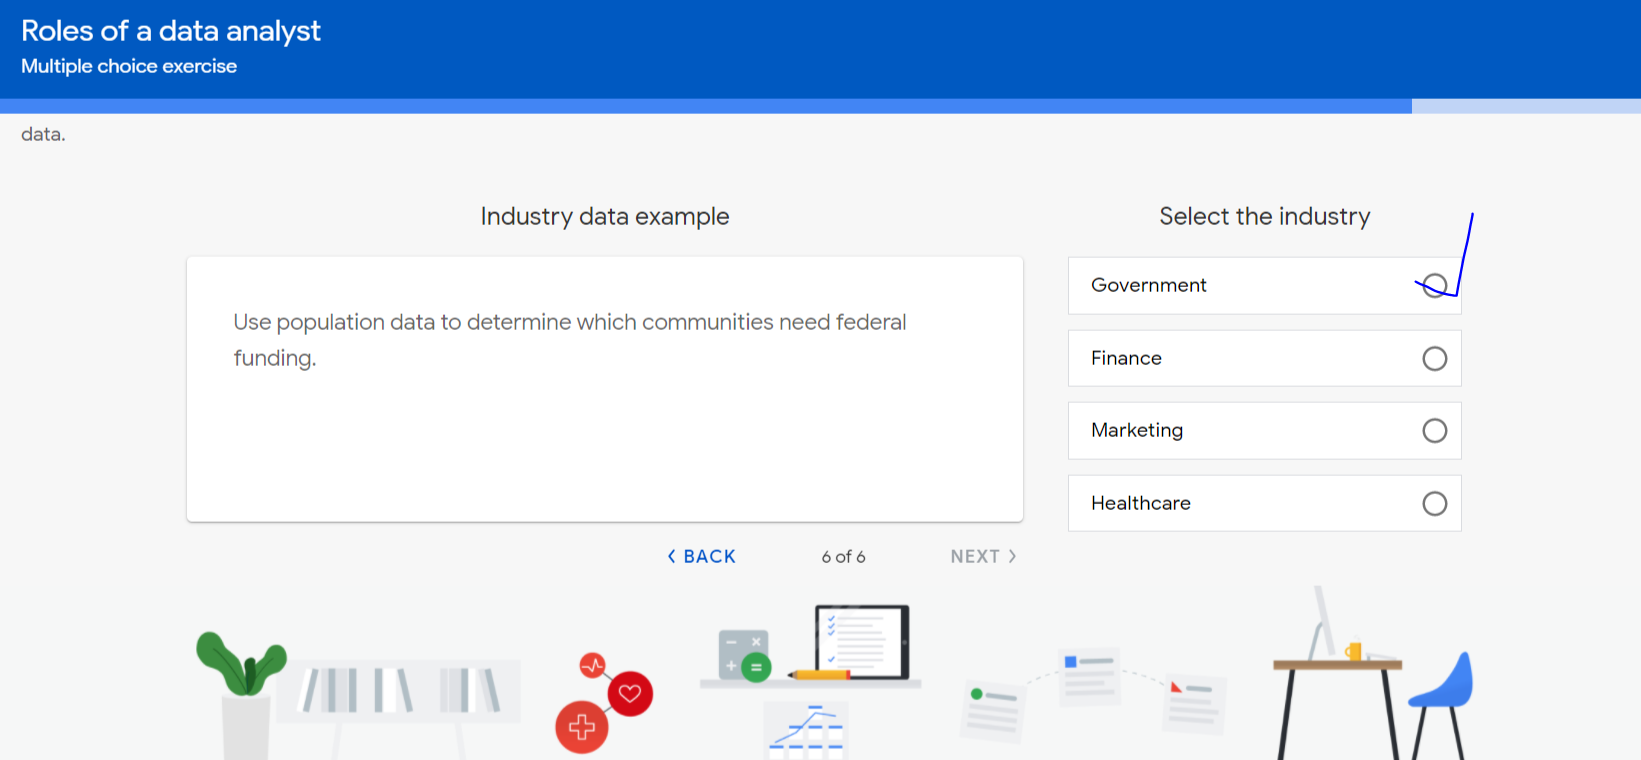 Roles of a data analyst
Multiple choice exercise
data.
Industry data example
Use population data to determine which communities need federal
funding.
Select the industry
Government
Finance
Marketing
Healthcare
BACK
6 of 6
NEXT